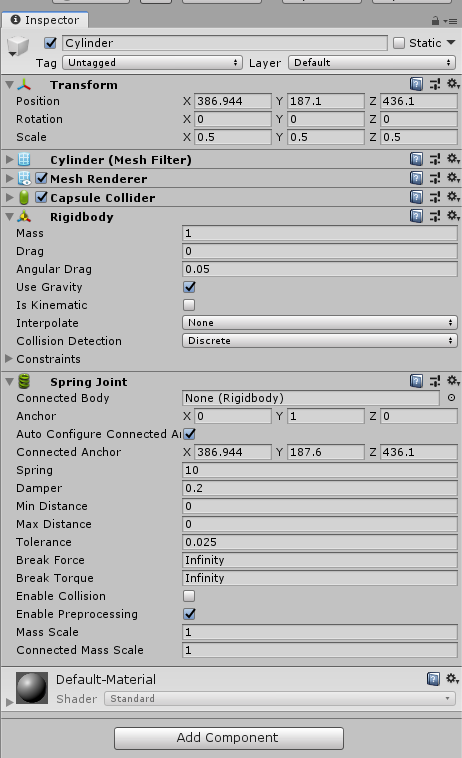 Inspector
Cylinder Static
Tag Untagged Layer Default
Transform
Position X 386.944 Y 187.1 Z 436.1
Rotation X 0 Y 0 Z 0
Scale X 0.5 Y 0.5 Z 0.5
Cylinder (Mesh Filter)
Mesh Renderer
Capsule Collider
Rigidbody
Mass 1
Drag 0
Angular Drag 0.05
Use Gravity
Is Kinematic
Interpolate None
Collision Detection Discrete
Constraints
Spring Joint
Connected Body None (Rigidbody)
Anchor X 0 Y 1 Z 0
Auto Configure Connected A
Connected Anchor X 386.944 Y 187.6 Z 436.1
Spring 10
Damper 0.2
Min Distance 0
Max Distance 0
Tolerance 0.025
Break Force Infinity
Break Torque Infinity
Enable Collision
Enable Preprocessing
Mass Scale 1
Connected Mass Scale 1
Default-Material
Shader Standard
Add Component